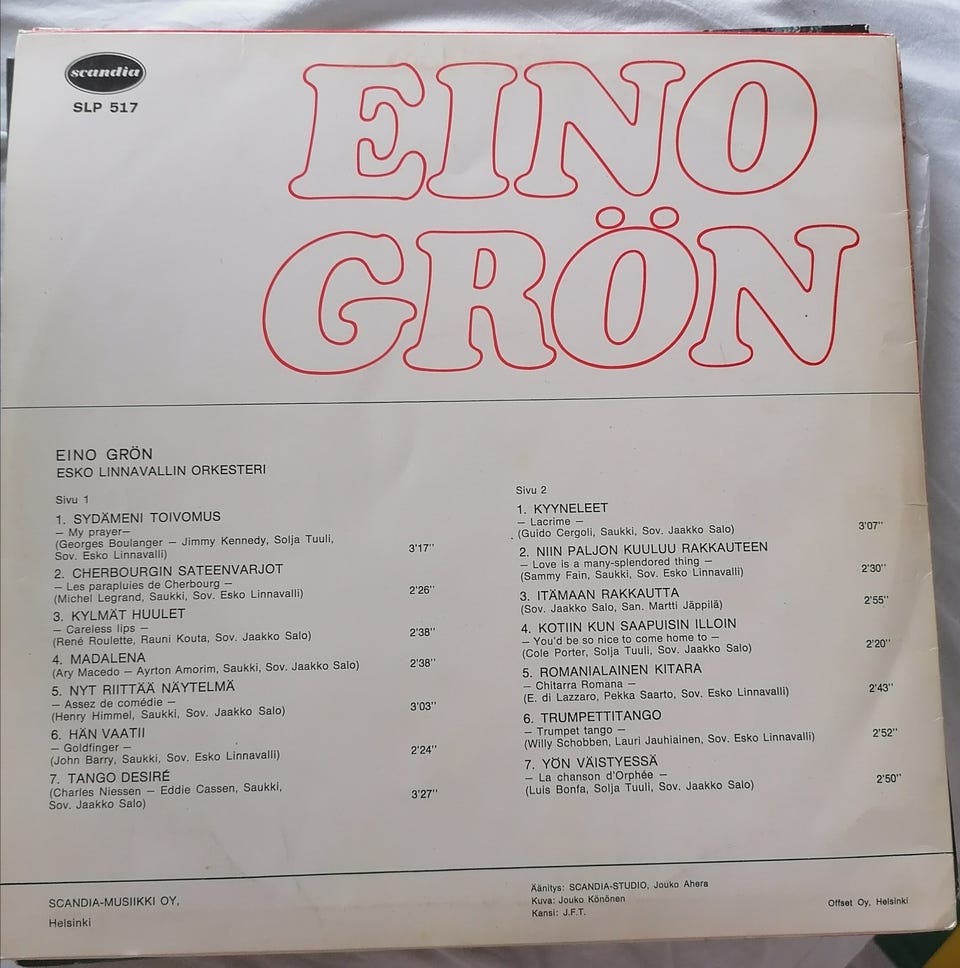 scandia
SLP 517
EINO
GRÖN
EINO GRÖN
ESKO LINNAVALLIN ORKESTERI
Sivu 1
1. SYDÄMENI TOIVOMUS
— My prayer—
(Georges Boulanger — Jimmy Kennedy, Solja Tuuli,
Sov. Esko Linnavalli) 3'17''
2. CHERBOURGIN SATEENVARJOT
— Les parapluies de Cherbourg —
(Michel Legrand, Saukki, Sov. Esko Linnavalli) 2'26''
3. KYLMÄT HUULET
— Careless lips —
(René Roulette, Rauni Kouta, Sov. Jaakko Salo) 2'38''
4. MADALENA
(Ary Macedo — Ayrton Amorim, Saukki, Sov. Jaakko Salo) 2'38''
5. NYT RIITTÄÄ NÄYTELMÄ
— Assez de comédie —
(Henry Himmel, Saukki, Sov. Jaakko Salo) 3'03''
6. HÄN VAATII
— Goldfinger —
(John Barry, Saukki, Sov. Esko Linnavalli) 2'24''
7. TANGO DESIRÉ
(Charles Niessen — Eddie Cassen, Saukki,
Sov. Jaakko Salo) 3'27''
Sivu 2
1. KYYNELEET
— Lacrime —
(Guido Cergoli, Saukki, Sov. Jaakko Salo) 3'07''
2. NIIN PALJON KUULUU RAKKAUTEEN
— Love is a many-splendored thing —
(Sammy Fain, Saukki, Sov. Esko Linnavalli) 2'30''
3. ITÄMAAN RAKKAUTTA
(Sov. Jaakko Salo, San. Martti Jäppilä) 2'55''
4. KOTIIN KUN SAAPUISIN ILLOIN
— You'd be so nice to come home to —
(Cole Porter, Solja Tuuli, Sov. Jaakko Salo) 2'20''
5. ROMANIALAINEN KITARA
— Chitarra Romana —
(E. di Lazzaro, Pekka Saarto, Sov. Esko Linnavalli) 2'43''
6. TRUMPETTITANGO
— Trumpet tango —
(Willy Schobben, Lauri Jauhiainen, Sov. Esko Linnavalli) 2'52''
7. YÖN VÄISTYESSÄ
— La chanson d'Orphée —
(Luis Bonfa, Solja Tuuli, Sov. Jaakko Salo) 2'50''
SCANDIA-MUSIIKKI OY,
Helsinki
Äänitys: SCANDIA-STUDIO, Jouko Ahera
Kuva: Jouko Könönen
Kansi: J.F.T.
Offset Oy, Helsinki